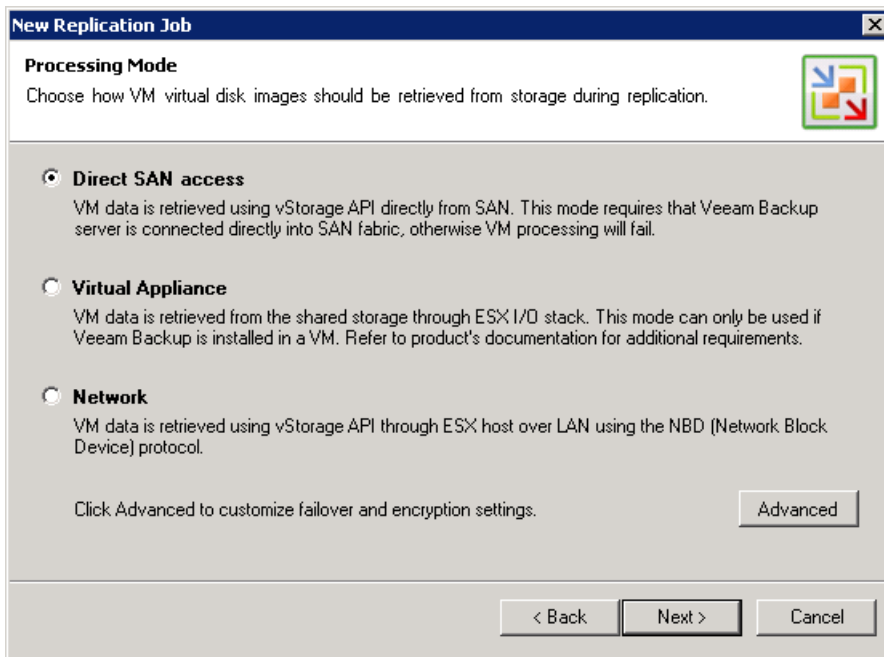 New Replication Job
Processing Mode
Choose how VM virtual disk images should be retrieved from storage during replication.
Direct SAN access
VM data is retrieved using vStorage API directly from SAN. This mode requires that Veeam Backup
server is connected directly into SAN fabric, otherwise VM processing will fail.
Virtual Appliance
VM data is retrieved from the shared storage through ESX I/O stack. This mode can only be used if
Veeam Backup is installed in a VM. Refer to product's documentation for additional requirements.
Network
VM data is retrieved using vStorage API through ESX host over LAN using the NBD (Network Block
Device) protocol.
Click Advanced to customize failover and encryption settings.
Advanced
< Back
Next >
Cancel